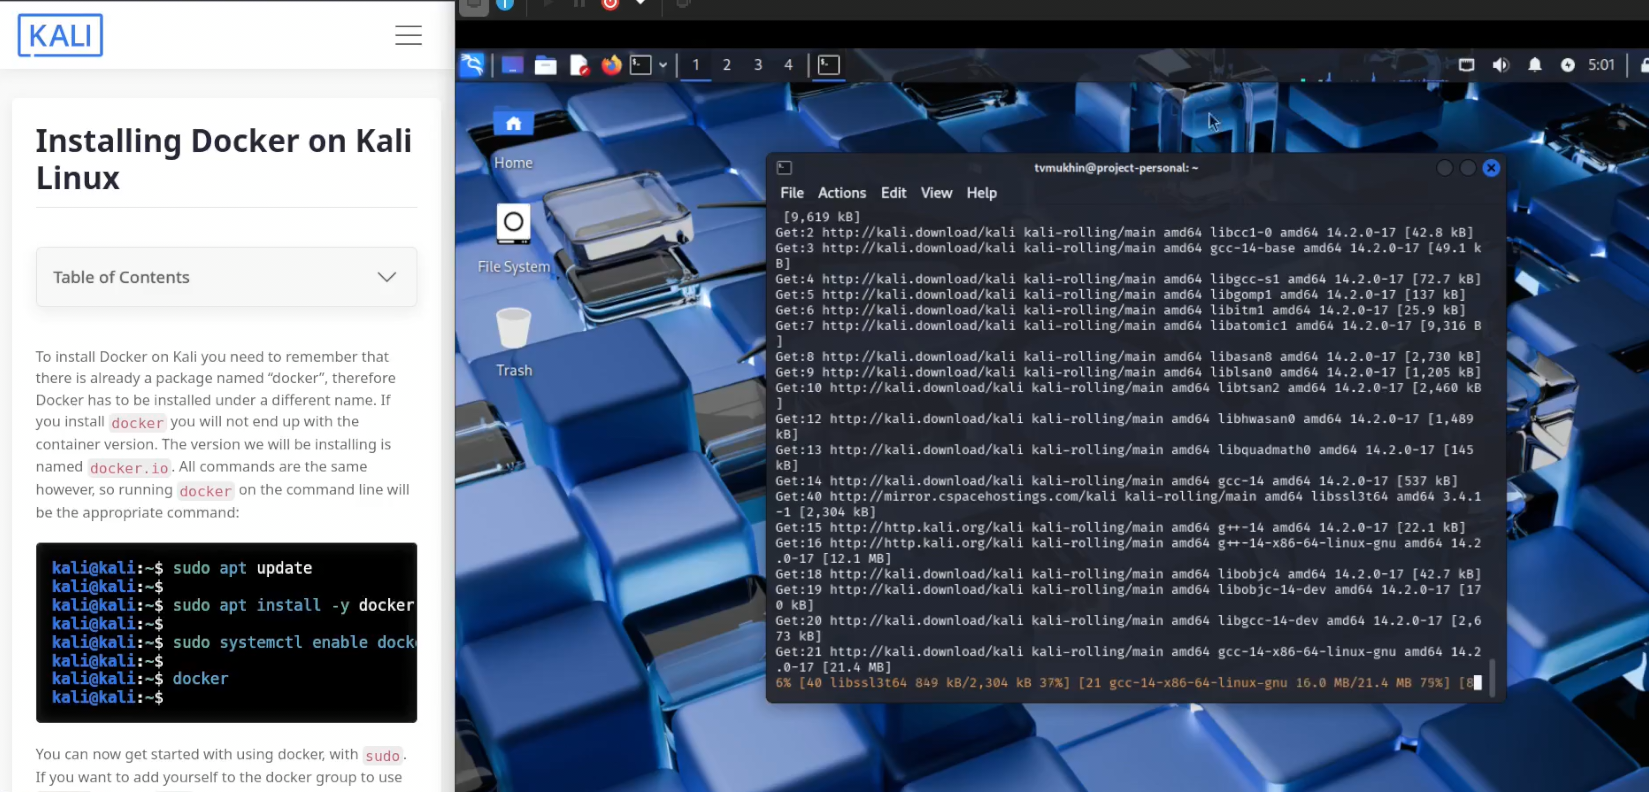 KALI
Installing Docker on Kali
Linux
Table of Contents
To install Docker on Kali you need to remember that
there is already a package named “docker”, therefore
Docker has to be installed under a different name. If
you install docker you will not end up with the
container version. The version we will be installing is
named docker.io. All commands are the same
however, so running docker on the command line will
be the appropriate command:
kali@kali:~$ sudo apt update
kali@kali:~$
kali@kali:~$ sudo apt install -y docker
kali@kali:~$
kali@kali:~$ sudo systemctl enable docke
kali@kali:~$
kali@kali:~$ docker
kali@kali:~$
You can now get started with using docker, with sudo.
If you want to add yourself to the docker group to use
1 2 3 4
5:01
Home
File System
Trash
tvmukhin@project-personal: ~
File Actions Edit View Help
[9,619 kB]
Get:2 http://kali.download/kali kali-rolling/main amd64 libcc1-0 amd64 14.2.0-17 [42.8 kB]
Get:3 http://kali.download/kali kali-rolling/main amd64 gcc-14-base amd64 14.2.0-17 [49.1 k
B]
Get:4 http://kali.download/kali kali-rolling/main amd64 libgcc-s1 amd64 14.2.0-17 [72.7 kB]
Get:5 http://kali.download/kali kali-rolling/main amd64 libgomp1 amd64 14.2.0-17 [137 kB]
Get:6 http://kali.download/kali kali-rolling/main amd64 libitm1 amd64 14.2.0-17 [25.9 kB]
Get:7 http://kali.download/kali kali-rolling/main amd64 libatomic1 amd64 14.2.0-17 [9,316 B
]
Get:8 http://kali.download/kali kali-rolling/main amd64 libasan8 amd64 14.2.0-17 [2,730 kB]
Get:9 http://kali.download/kali kali-rolling/main amd64 liblsan0 amd64 14.2.0-17 [1,205 kB]
Get:10 http://kali.download/kali kali-rolling/main amd64 libtsan2 amd64 14.2.0-17 [2,460 kB
]
Get:12 http://kali.download/kali kali-rolling/main amd64 libhwasan0 amd64 14.2.0-17 [1,489
kB]
Get:13 http://kali.download/kali kali-rolling/main amd64 libquadmath0 amd64 14.2.0-17 [145
kB]
Get:14 http://kali.download/kali kali-rolling/main amd64 gcc-14 amd64 14.2.0-17 [537 kB]
Get:40 http://mirror.cspacehostings.com/kali kali-rolling/main amd64 libssl3t64 amd64 3.4.1
-1 [2,304 kB]
Get:15 http://http.kali.org/kali kali-rolling/main amd64 g++-14 amd64 14.2.0-17 [22.1 kB]
Get:16 http://http.kali.org/kali kali-rolling/main amd64 g++-14-x86-64-linux-gnu amd64 14.2
.0-17 [12.1 MB]
Get:18 http://kali.download/kali kali-rolling/main amd64 libobjc4 amd64 14.2.0-17 [42.7 kB]
Get:19 http://kali.download/kali kali-rolling/main amd64 libobjc-14-dev amd64 14.2.0-17 [17
0 kB]
Get:20 http://kali.download/kali kali-rolling/main amd64 libgcc-14-dev amd64 14.2.0-17 [2,6
73 kB]
Get:21 http://kali.download/kali kali-rolling/main amd64 gcc-14-x86-64-linux-gnu amd64 14.2
.0-17 [21.4 MB]
6% [40 libssl3t64 849 kB/2,304 kB 37%] [21 gcc-14-x86-64-linux-gnu 16.0 MB/21.4 MB 75%] [8